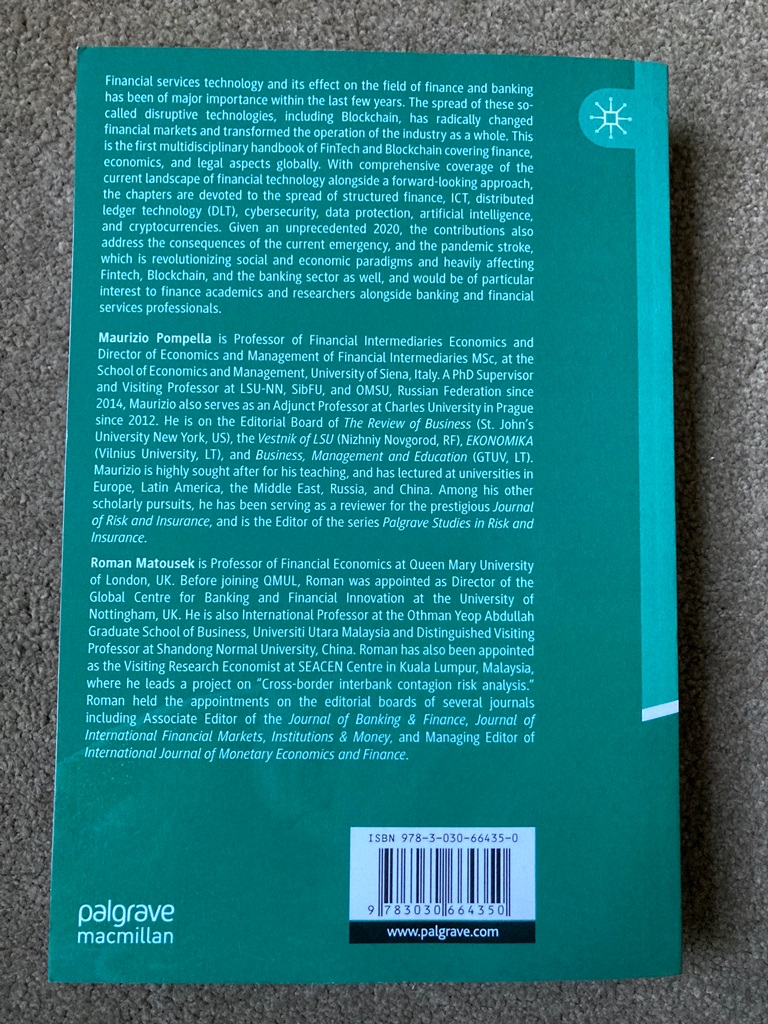 Financial services technology and its effect on the field of finance and banking
has been of major importance within the last few years. The spread of these so-
called disruptive technologies, including Blockchain, has radically changed
financial markets and transformed the operation of the industry as a whole. This
is the first multidisciplinary handbook of FinTech and Blockchain covering finance,
economics, and legal aspects globally. With comprehensive coverage of the
current landscape of financial technology alongside a forward-looking approach,
the chapters are devoted to the spread of structured finance, ICT, distributed
ledger technology (DLT), cybersecurity, data protection, artificial intelligence,
and cryptocurrencies. Given an unprecedented 2020, the contributions also
address the consequences of the current emergency, and the pandemic stroke,
which is revolutionizing social and economic paradigms and heavily affecting
Fintech, Blockchain, and the banking sector as well, and would be of particular
interest to finance academics and researchers alongside banking and financial
services professionals.
Maurizio Pompella is Professor of Financial Intermediaries Economics and
Director of Economics and Management of Financial Intermediaries MSc, at the
School of Economics and Management, University of Siena, Italy. A PhD Supervisor
and Visiting Professor at LSU-NN, SibFU, and OMSU, Russian Federation since
2014, Maurizio also serves as an Adjunct Professor at Charles University in Prague
since 2012. He is on the Editorial Board of The Review of Business (St. John's
University New York, US), the Vestnik of LSU (Nizhniy Novgorod, RF), EKONOMIKA
(Vilnius University, LT), and Business, Management and Education (GTUV, LT).
Maurizio is highly sought after for his teaching, and has lectured at universities in
Europe, Latin America, the Middle East, Russia, and China. Among his other
scholarly pursuits, he has been serving as a reviewer for the prestigious Journal
of Risk and Insurance, and is the Editor of the series Palgrave Studies in Risk and
Insurance.
Roman Matousek is Professor of Financial Economics at Queen Mary University
of London, UK. Before joining QMUL, Roman was appointed as Director of the
Global Centre for Banking and Financial Innovation at the University of
Nottingham, UK. He is also International Professor at the Othman Yeop Abdullah
Graduate School of Business, Universiti Utara Malaysia and Distinguished Visiting
Professor at Shandong Normal University, China. Roman has also been appointed
as the Visiting Research Economist at SEACEN Centre in Kuala Lumpur, Malaysia,
where he leads a project on "Cross-border interbank contagion risk analysis."
Roman held the appointments on the editorial boards of several journals
including Associate Editor of the Journal of Banking & Finance, Journal of
International Financial Markets, Institutions & Money, and Managing Editor of
International Journal of Monetary Economics and Finance.
ISBN 978-3-030-66435-0
9 783030 664350
www.palgrave.com
palgrave
macmillan